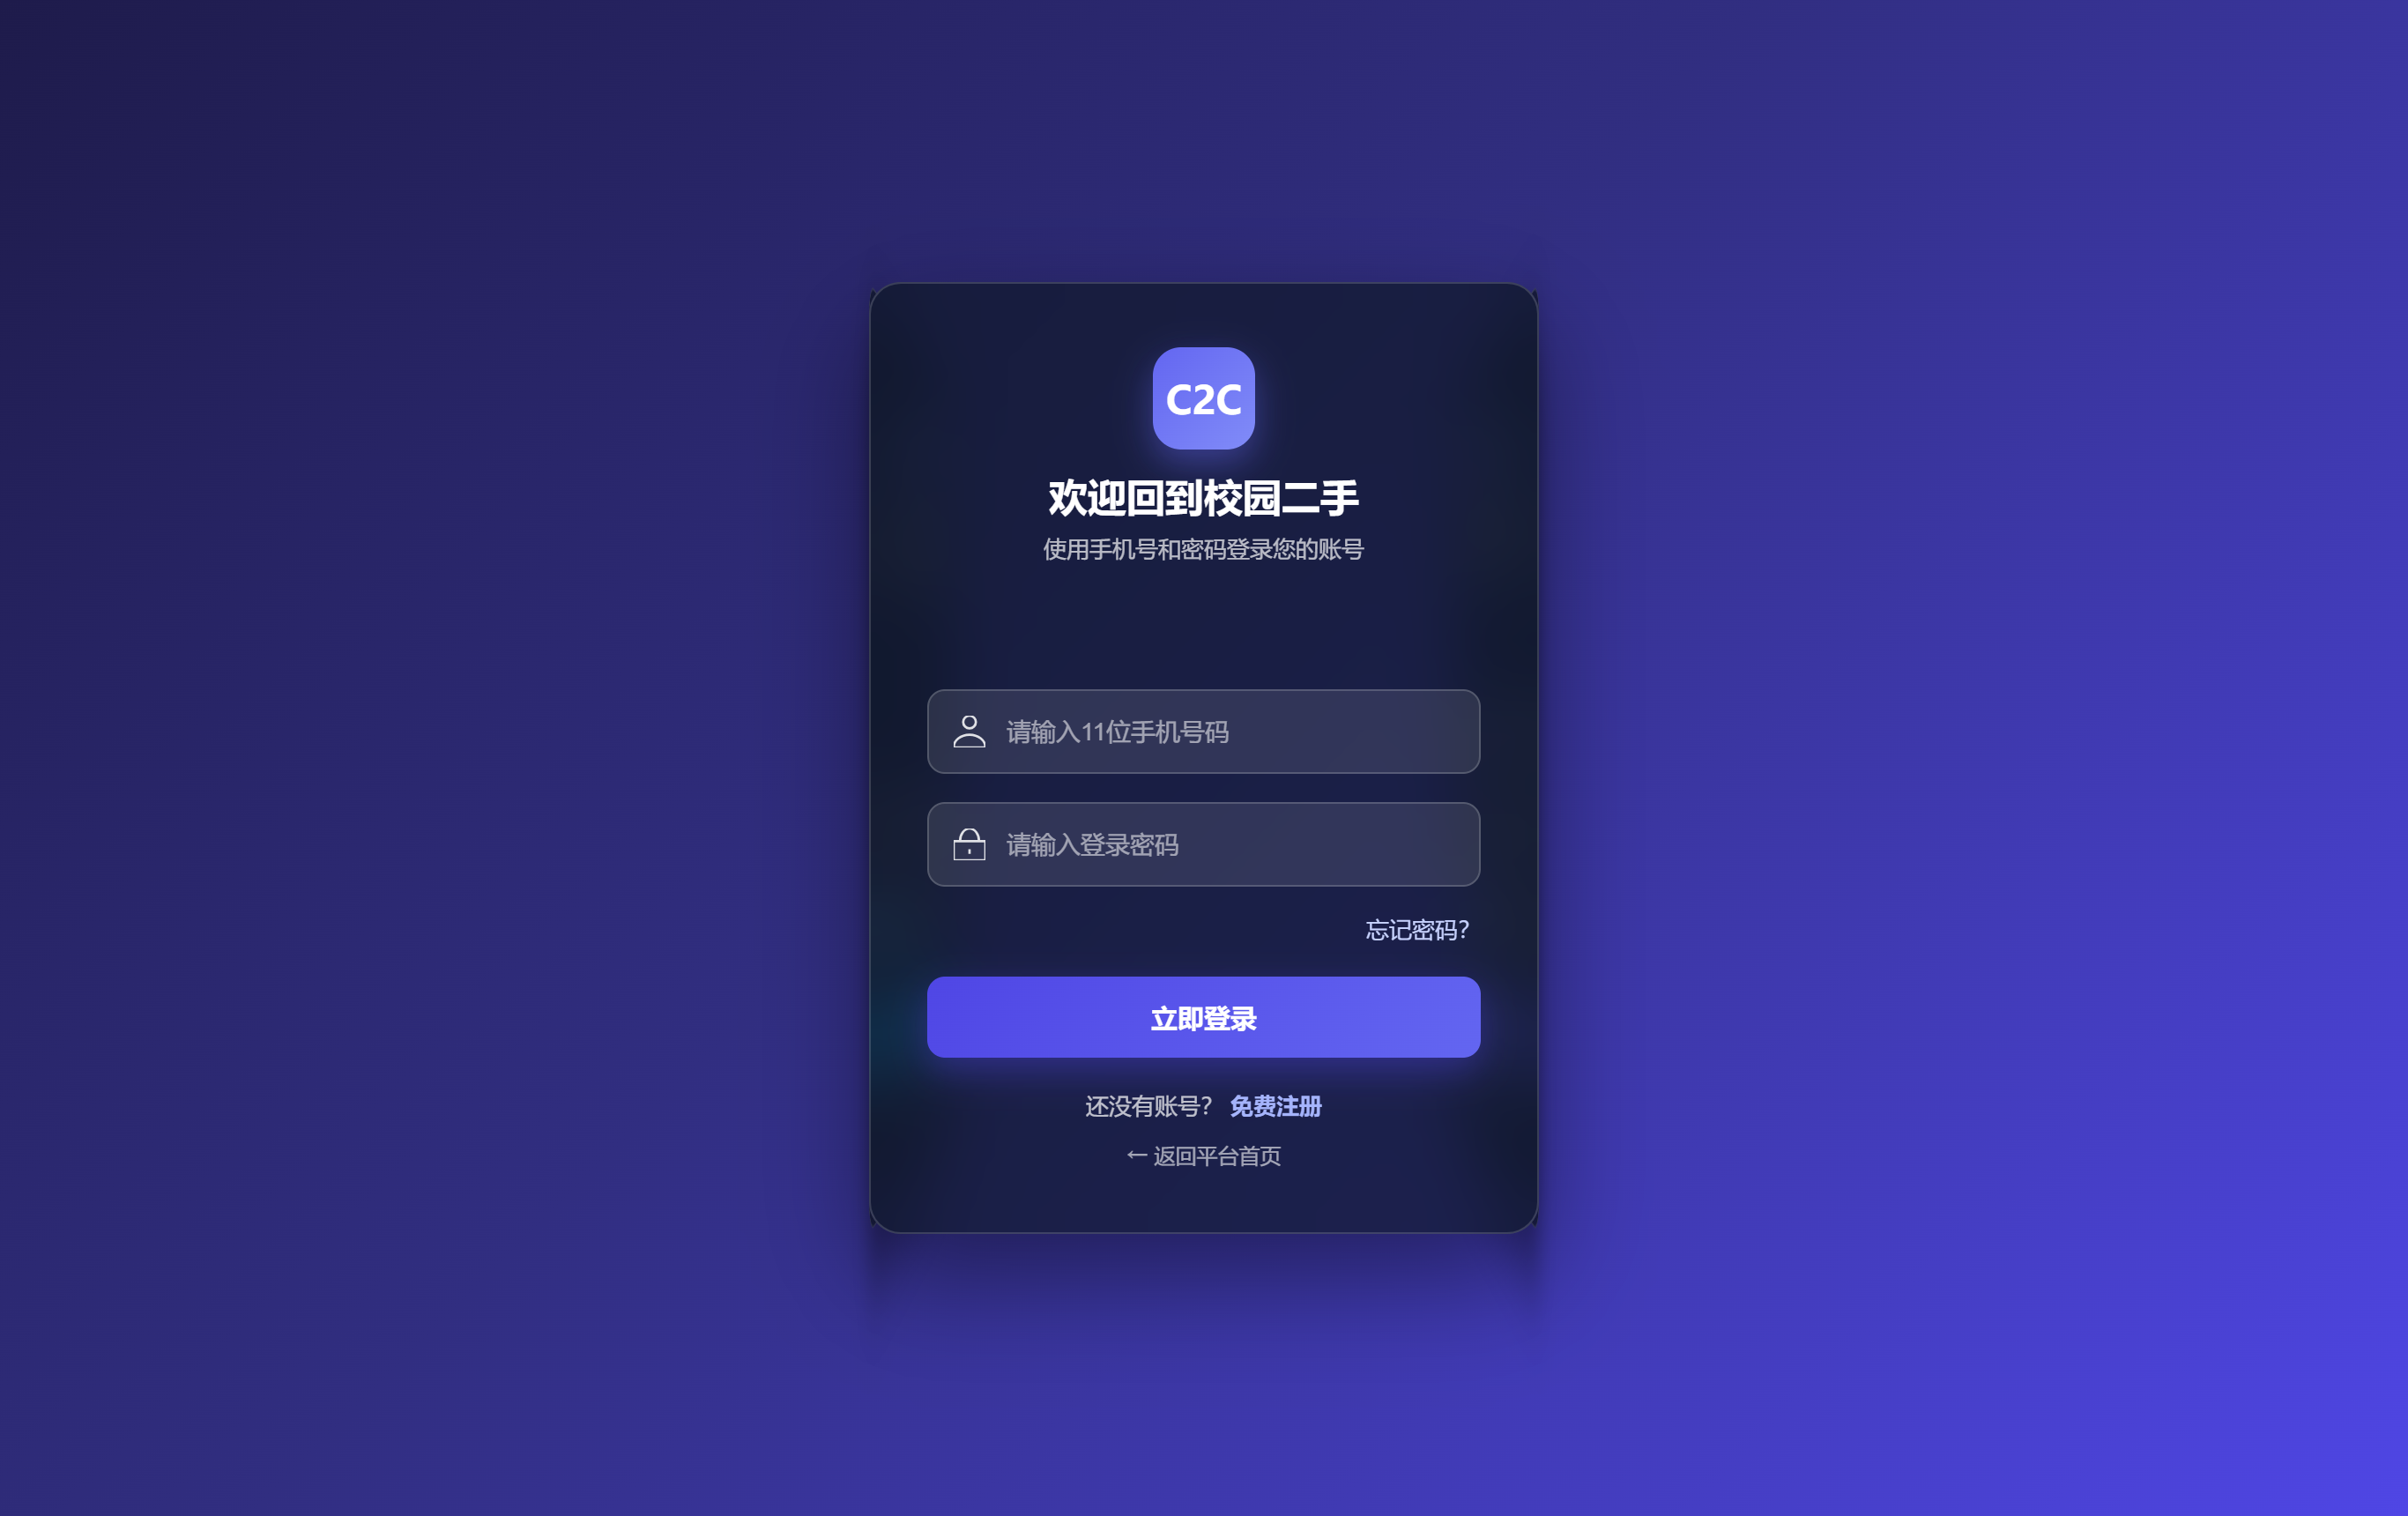 C2C
欢迎回到校园二手
使用手机号和密码登录您的账号
请输入11位手机号码
请输入登录密码
忘记密码？
立即登录
还没有账号？ 免费注册
← 返回平台首页